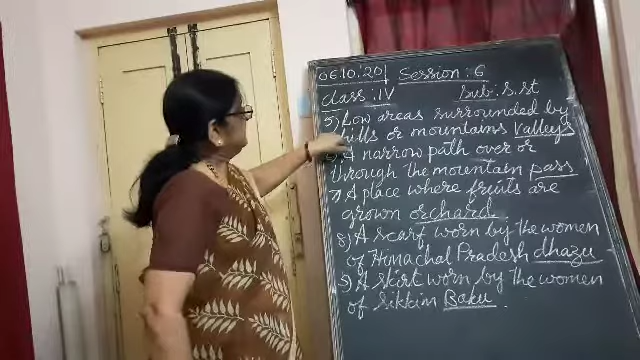 06.10.20 Session : 6
Class : IV Sub : S.St
5) Low areas surrounded by
hills or mountains valleys
A narrow path over or
through the mountain pass
7) A place where fruits are
grown orchard
8) A scarf worn by the women
of Himachal Pradesh dhazu
9) A skirt worn by the women
of Sikkim Baku.